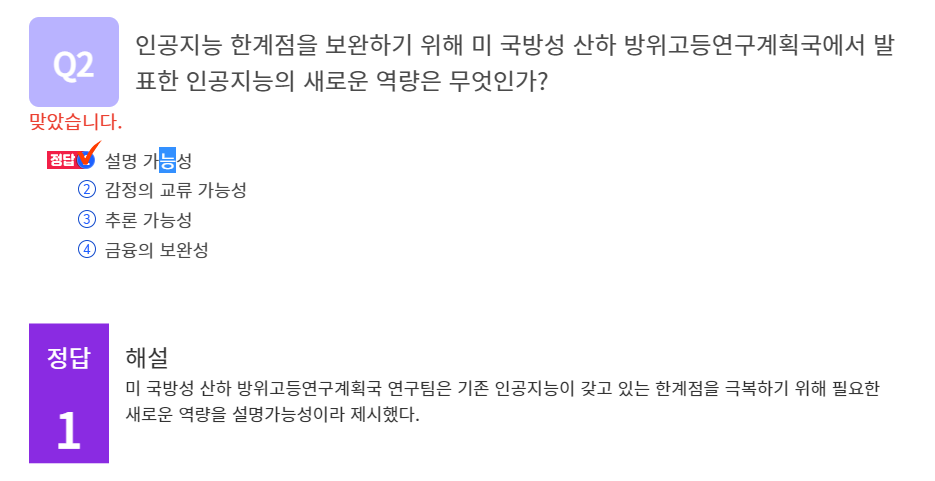 Q2
인공지능 한계점을 보완하기 위해 미 국방성 산하 방위고등연구계획국에서 발
표한 인공지능의 새로운 역량은 무엇인가?
맞았습니다.
정답 설명 가능성
② 감정의 교류 가능성
③ 추론 가능성
④ 금융의 보완성
정답
1
해설
미 국방성 산하 방위고등연구계획국 연구팀은 기존 인공지능이 갖고 있는 한계점을 극복하기 위해 필요한
새로운 역량을 설명가능성이라 제시했다.